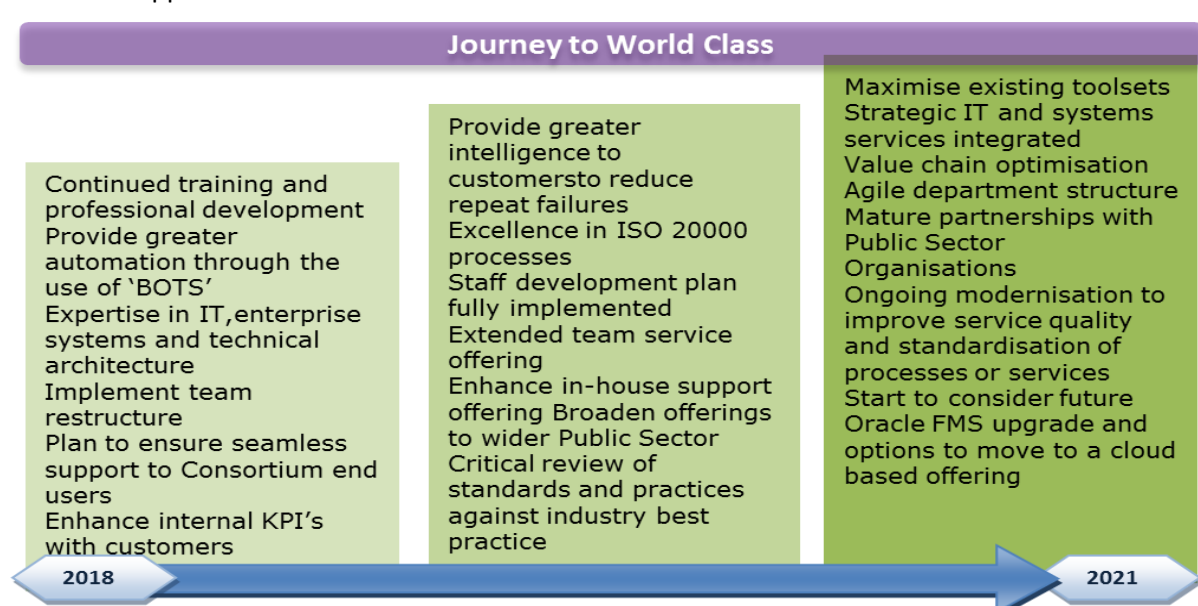 Journey to World Class
Continued training and
professional development
Provide greater
automation through the
use of ‘BOTS’
Expertise in IT,enterprise
systems and technical
architecture
Implement team
restructure
Plan to ensure seamless
support to Consortium end
users
Enhance internal KPI’s
with customers
Provide greater
intelligence to
customersto reduce
repeat failures
Excellence in ISO 20000
processes
Staff development plan
fully implemented
Extended team service
offering
Enhance in-house support
offering Broaden offerings
to wider Public Sector
Critical review of
standards and practices
against industry best
practice
Maximise existing toolsets
Strategic IT and systems
services integrated
Value chain optimisation
Agile department structure
Mature partnerships with
Public Sector
Organisations
Ongoing modernisation to
improve service quality
and standardisation of
processes or services
Start to consider future
Oracle FMS upgrade and
options to move to a cloud
based offering
2018
2021